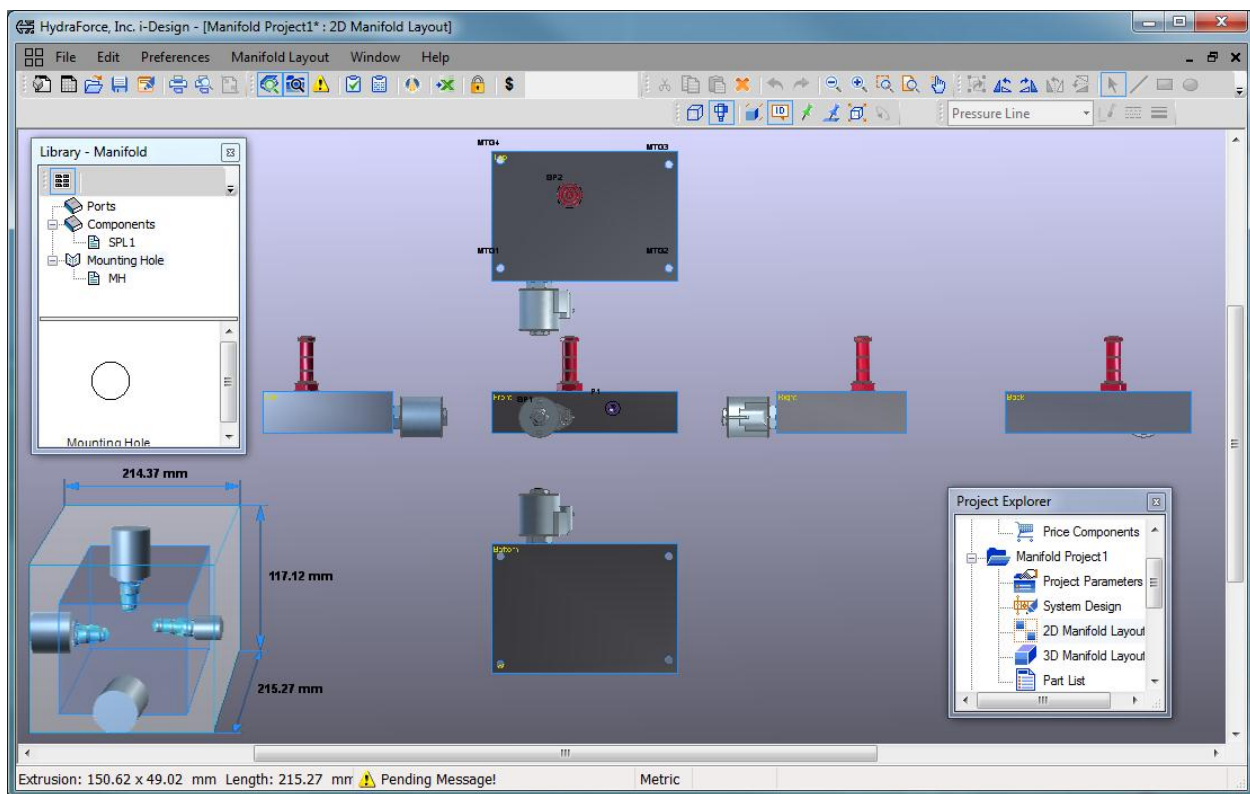 HydraForce, Inc. i-Design - [Manifold Project1* : 2D Manifold Layout]
File Edit Preferences Manifold Layout Window Help
$
ID
Pressure Line
Library - Manifold
Ports
Components
SPL1
Mounting Hole
MH
Mounting Hole
MTG4
MTG3
Top
BP2
MTG1
MTG2
Front
BP1
P1
Right
Back
Bottom
214.37 mm
117.12 mm
215.27 mm
Project Explorer
Price Components
Manifold Project1
Project Parameters
System Design
2D Manifold Layout
3D Manifold Layout
Part List
Extrusion: 150.62 x 49.02 mm Length: 215.27 mm
Pending Message!
Metric